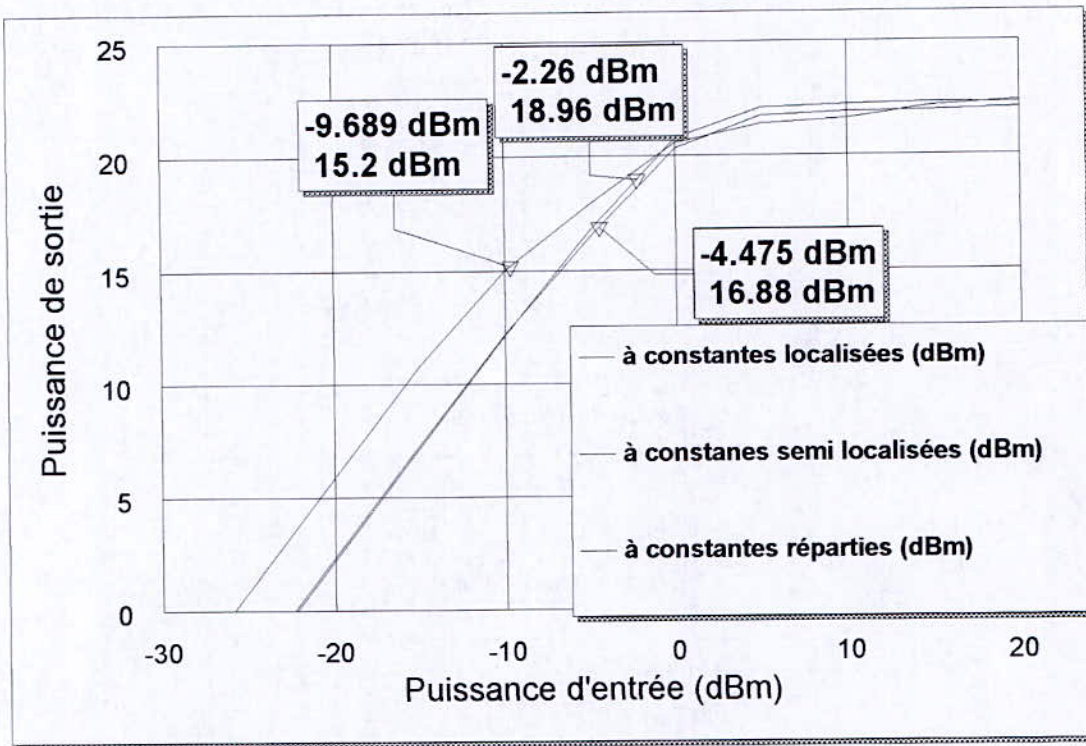 Puissance de sortie
25
20
15
10
5
0
-9.689 dBm
15.2 dBm
-2.26 dBm
18.96 dBm
-4.475 dBm
16.88 dBm
à constantes localisées (dBm)
à constanes semi localisées (dBm)
à constantes réparties (dBm)
-30
-20
-10
0
10
20
Puissance d'entrée (dBm)